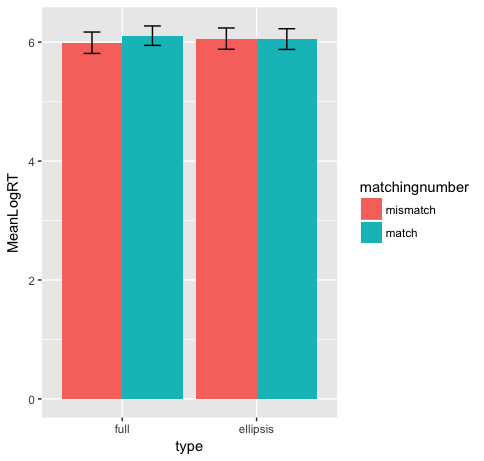 6
4
2
0
MeanLogRT
full ellipsis
type
matchingnumber
mismatch
match